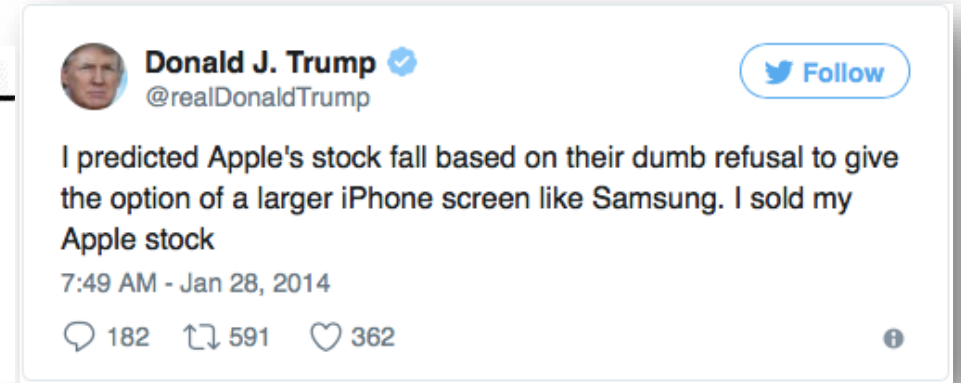 Donald J. Trump
Follow
@realDonaldTrump
I predicted Apple's stock fall based on their dumb refusal to give
the option of a larger iPhone screen like Samsung. I sold my
Apple stock
7:49 AM - Jan 28, 2014
182 591 362